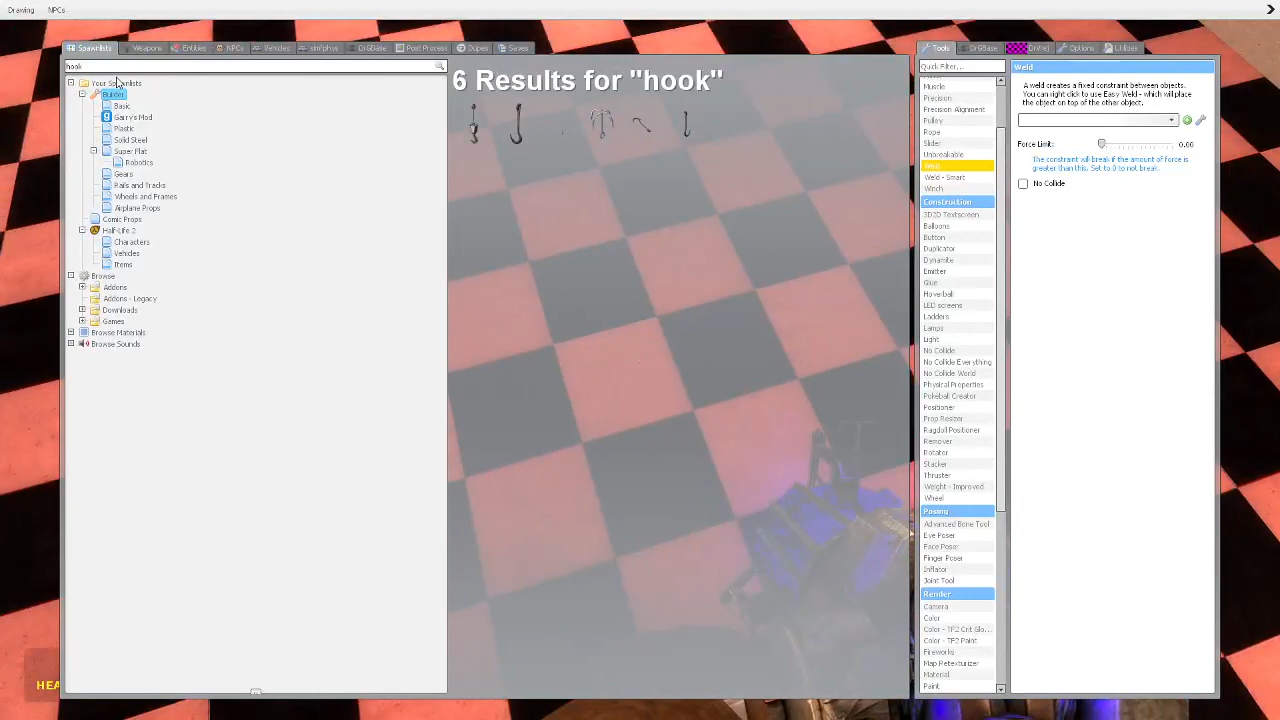 Drawing NPCs
Spawnlists Weapons Entities NPCs Vehicles simfphys DrGBase Post Process Dupes Saves
hook
Your Spawnlists
Builder
Basic
Garry's Mod
Plastic
Solid Steel
Super Flat
Robotics
Gears
Rails and Tracks
Wheels and Frames
Airplane Props
Comic Props
Half-Life 2
Characters
Vehicles
Items
Browse
Addons
Addons - Legacy
Downloads
Games
Browse Materials
Browse Sounds
6 Results for "hook"
Tools DrGBase DrVrej Options Utilities
Quick Filter...
Muscle
Precision
Precision Alignment
Pulley
Rope
Slider
Unbreakable
Weld
Weld - Smart
Winch
Construction
3D2D Textscreen
Balloons
Button
Duplicator
Dynamite
Emitter
Glue
Hoverball
LED screens
Ladders
Lamps
Light
No Collide
No Collide Everything
No Collide World
Physical Properties
Pokeball Creator
Positioner
Prop Resizer
Ragdoll Positioner
Remover
Rotator
Stacker
Thruster
Weight - Improved
Wheel
Posing
Advanced Bone Tool
Eye Poser
Face Poser
Finger Poser
Inflator
Joint Tool
Render
Camera
Color
Color - TF2 Crit Glo...
Color - TF2 Paint
Fireworks
Map Retexturizer
Material
Paint
Weld
A weld creates a fixed constraint between objects.
You can right click to use Easy Weld - which will place
the object on top of the other object.
Force Limit: 0.00
The constraint will break if the amount of force is
greater than this. Set to 0 to not break.
No Collide
HEA